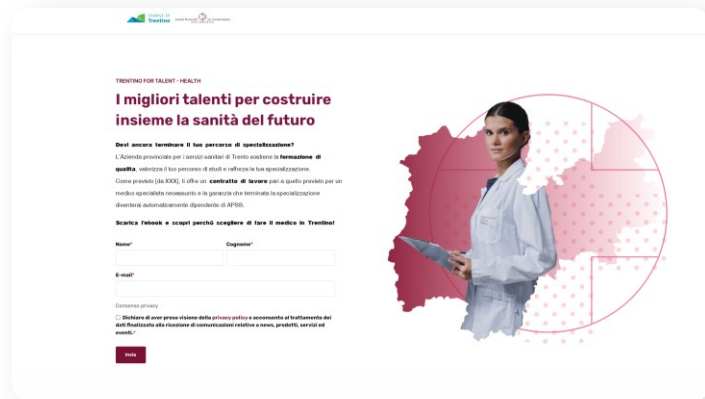 Invest in
Trentino
TRENTINO FOR TALENT - HEALTH
I migliori talenti per costruire
insieme la sanità del futuro
Devi ancora terminare il tuo percorso di specializzazione?
L'Azienda provinciale per i servizi sanitari di Trento sostiene la formazione di
qualità, valorizza il tuo percorso di studi e rafforza la tua specializzazione.
Come previsto (da XXX), ti offre un contratto di lavoro pari a quello previsto per un
medico specialista neoassunto e la garanzia che terminata la specializzazione
diventerai automaticamente dipendente di APSS.
Scarica l'ebook e scopri perchè scegliere di fare il medico in Trentino!
Nome* Cognome*
E-mail*
Consenso privacy
Dichiaro di aver preso visione della privacy policy e acconsento al trattamento dei
dati finalizzato alla ricezione di comunicazioni relative a news, prodotti, servizi ed
eventi.*
Invia